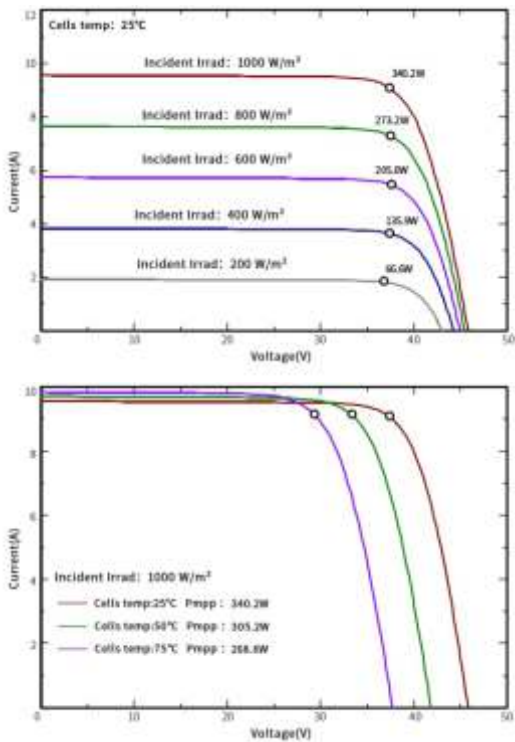 Cells temp: 25℃
Incident Irrad: 1000 W/m²
340.2W
Incident Irrad: 800 W/m²
273.2W
Incident Irrad: 600 W/m²
205.0W
Incident Irrad: 400 W/m²
135.9W
Incident Irrad: 200 W/m²
66.6W
Current(A)
10
8
6
4
2
0
10
20
30
40
50
Voltage(V)
10
8
6
4
2
Current(A)
Incident Irrad: 1000 W/m²
Cells temp:25℃ Pmpp : 340.2W
Cells temp:50℃ Pmpp : 305.2W
Cells temp:75℃ Pmpp : 268.8W
0
10
20
30
40
50
Voltage(V)